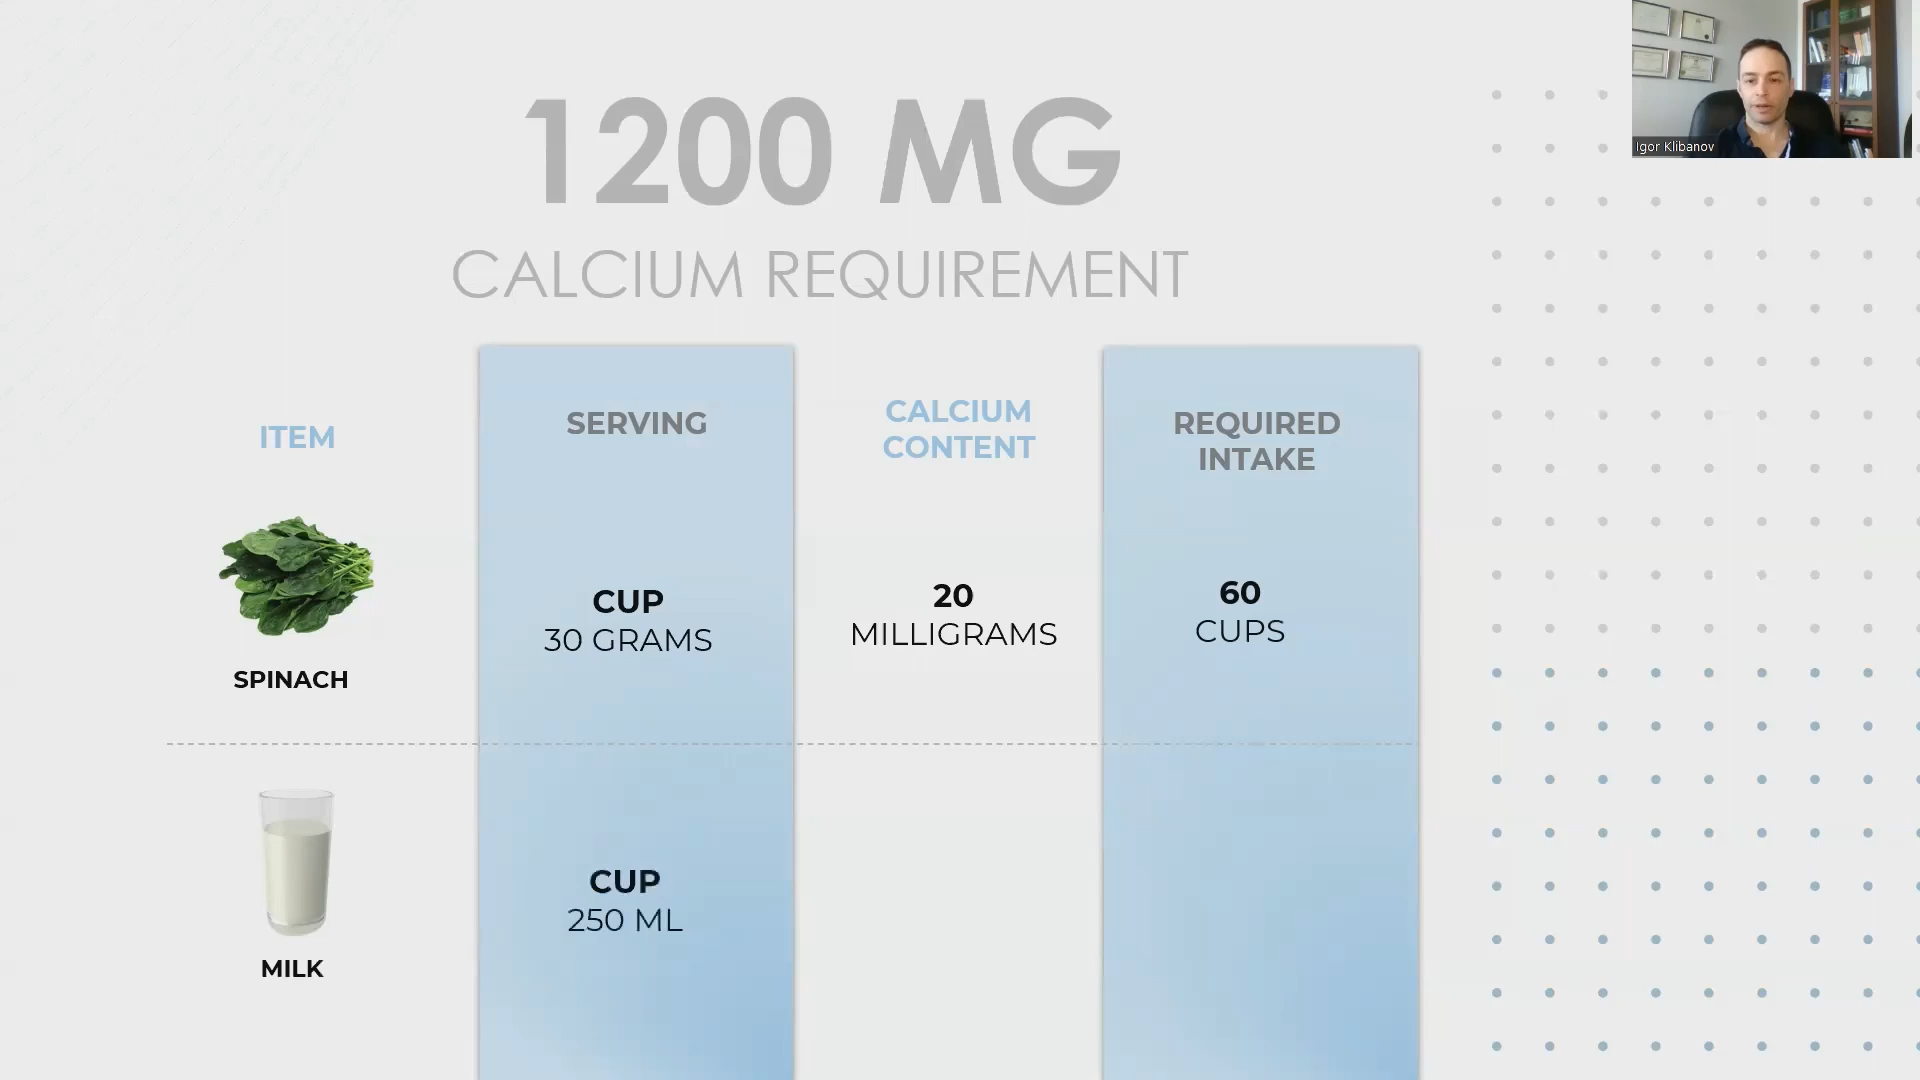 1200 MG
CALCIUM REQUIREMENT
Igor Klibanov
ITEM
SERVING
CALCIUM
CONTENT
REQUIRED
INTAKE
SPINACH
CUP
30 GRAMS
20
MILLIGRAMS
60
CUPS
MILK
CUP
250 ML